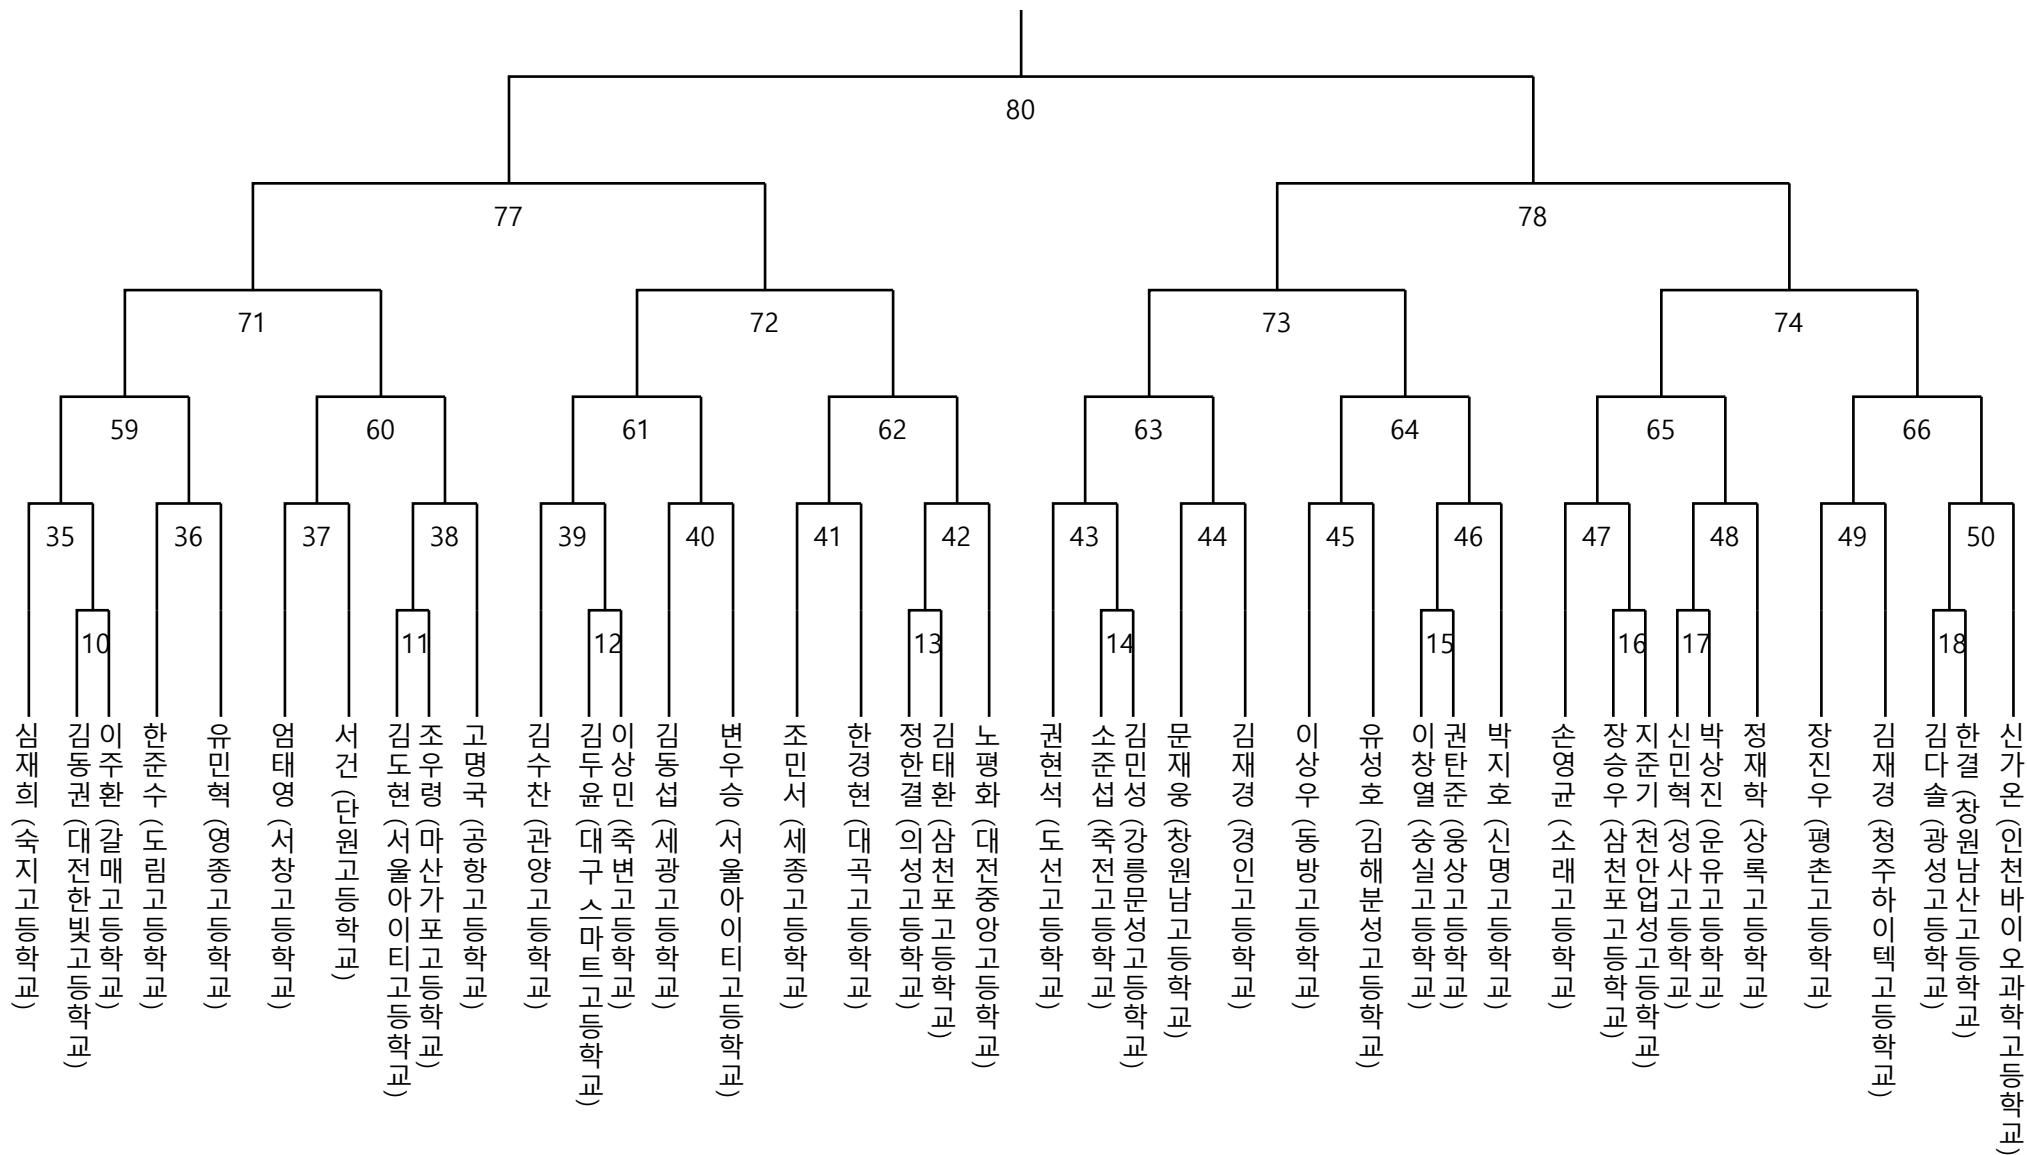 80
77
78
71
72
73
74
59
60
61
62
63
64
65
66
35
36
37
38
39
40
41
42
43
44
45
46
47
48
49
50
10
11
12
13
14
15
16
17
18
심재희 (숙지고등학교)
김동권 (대전한빛고등학교)
이주환 (갈매고등학교)
한준수 (도림고등학교)
유민혁 (영종고등학교)
엄태영 (서창고등학교)
서건 (단원고등학교)
김도현 (서울아이티고등학교)
조우령 (마산가포고등학교)
고명국 (공항고등학교)
김수찬 (관양고등학교)
김두윤 (대구 스마트고등학교)
이상민 (죽변고등학교)
김동섭 (세광고등학교)
변우승 (서울아이티고등학교)
조민서 (세종고등학교)
한경현 (대곡고등학교)
정한결 (의성고등학교)
김태환 (삼천포고등학교)
노평화 (대전중앙고등학교)
권현석 (도선고등학교)
소준섭 (죽전고등학교)
김민성 (강릉문성고등학교)
문재웅 (창원남고등학교)
김재경 (경인고등학교)
이상우 (동방고등학교)
유성호 (김해분성고등학교)
이창열 (숭실고등학교)
권탄준 (웅상고등학교)
박지호 (신명고등학교)
손영균 (소래고등학교)
장승우 (삼천포고등학교)
지준기 (천안업성고등학교)
신민혁 (성사고등학교)
박상진 (운유고등학교)
정재학 (상록고등학교)
장진우 (평촌고등학교)
김재경 (청주하이텍고등학교)
김다솔 (광성고등학교)
한결 (창원남산고등학교)
신가온 (인천바이오과학고등학교)